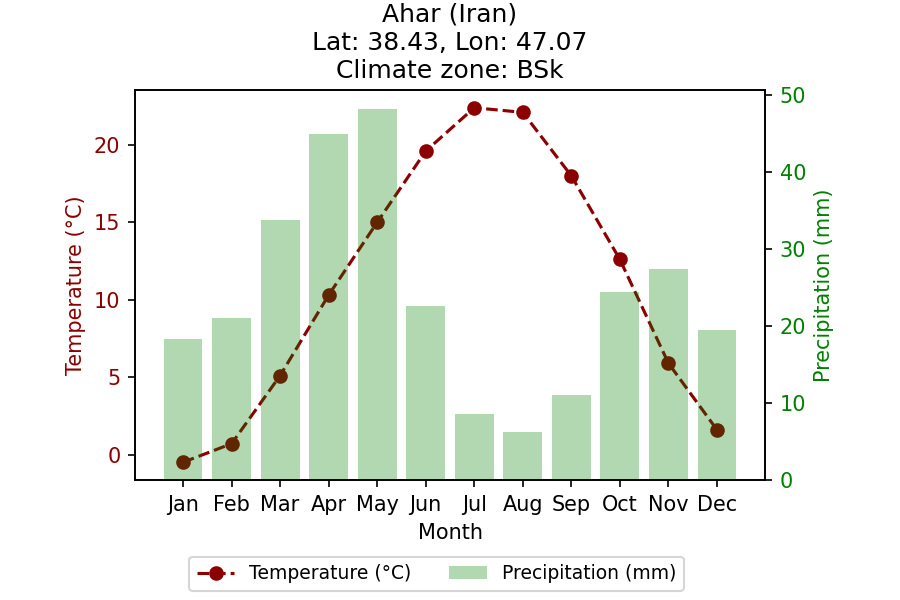 Ahar (Iran)
Lat: 38.43, Lon: 47.07
Climate zone: BSk
Temperature (°C)
20
15
10
5
0
Precipitation (mm)
50
40
30
20
10
0
Jan Feb Mar Apr May Jun Jul Aug Sep Oct Nov Dec
Month
Temperature (°C) Precipitation (mm)